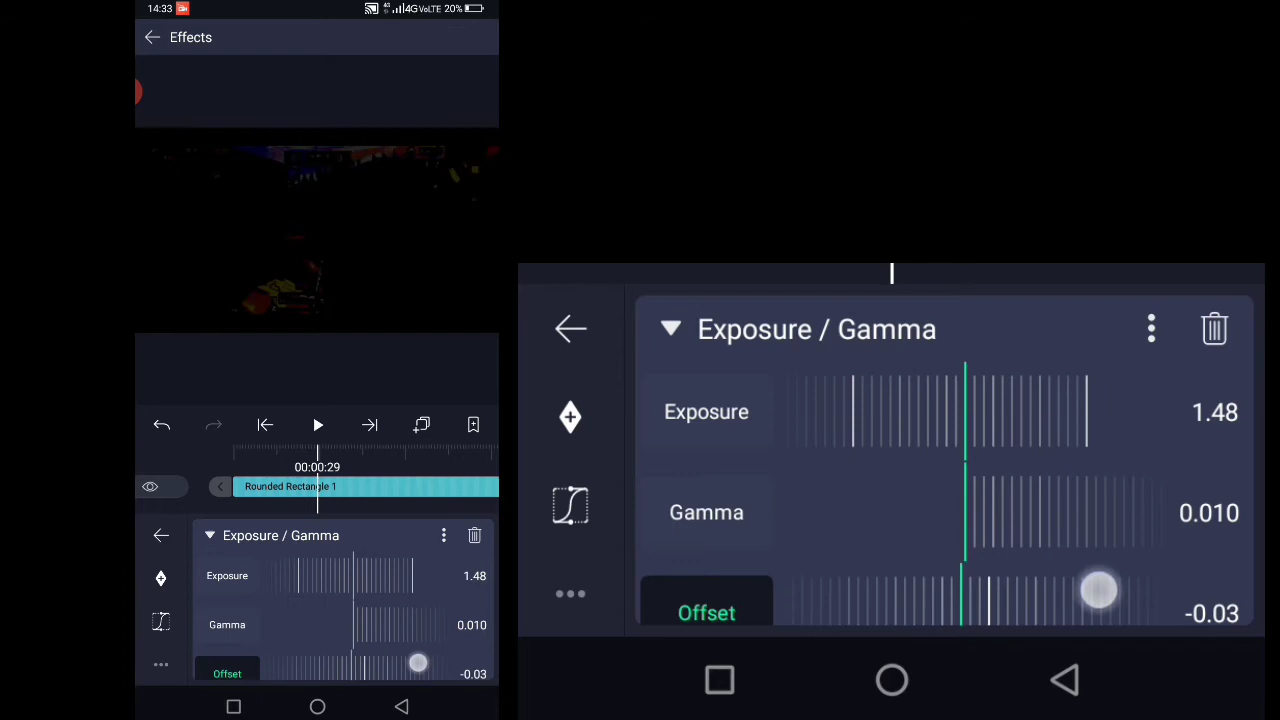 14:33
4G 4G VoLTE 20%
Effects
00:00:29
Rounded Rectangle 1
Exposure / Gamma
Exposure 1.48
Gamma 0.010
Offset -0.03
Exposure / Gamma
Exposure 1.48
Gamma 0.010
Offset -0.03